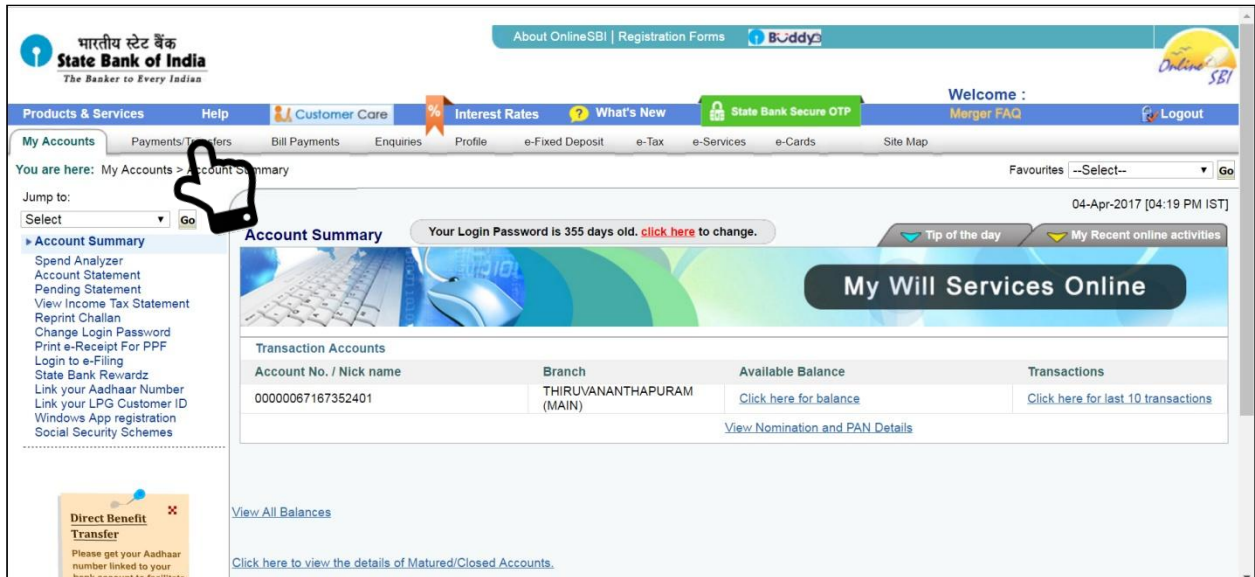 भारतीय स्टेट बैंक
State Bank of India
The Banker to Every Indian
About OnlineSBI | Registration Forms Buddy
Online SBI
Welcome :
Products & Services Help Customer Care % Interest Rates ? What's New State Bank Secure OTP Merger FAQ Logout
My Accounts Payments/Transfers Bill Payments Enquiries Profile e-Fixed Deposit e-Tax e-Services e-Cards Site Map
You are here: My Accounts > Account Summary Favourites --Select-- Go
Jump to: 04-Apr-2017 [04:19 PM IST]
Select Go
Account Summary
Spend Analyzer
Account Statement
Pending Statement
View Income Tax Statement
Reprint Challan
Change Login Password
Print e-Receipt For PPF
Login to e-Filing
State Bank Rewardz
Link your Aadhaar Number
Link your LPG Customer ID
Windows App registration
Social Security Schemes
Direct Benefit X
Transfer
Please get your Aadhaar
number linked to your
bank account to facilitate
Account Summary Your Login Password is 355 days old. click here to change. Tip of the day My Recent online activities
My Will Services Online
Transaction Accounts
Account No. / Nick name Branch Available Balance Transactions
00000067167352401 THIRUVANANTHAPURAM (MAIN) Click here for balance Click here for last 10 transactions
View Nomination and PAN Details
View All Balances
Click here to view the details of Matured/Closed Accounts.